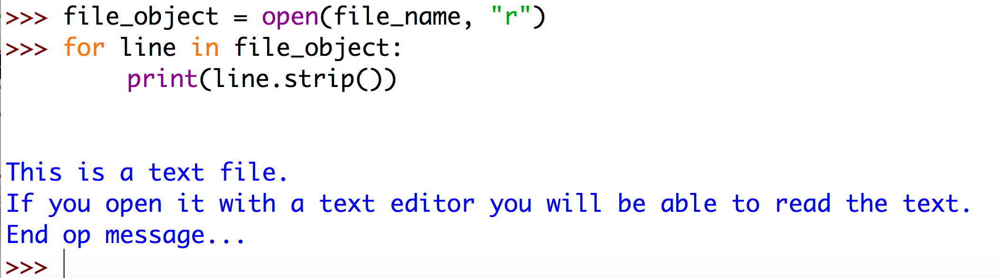 >>> file_object = open(file_name, "r")
>>> for line in file_object:
        print(line.strip())
This is a text file.
If you open it with a text editor you will be able to read the text.
End op message...
>>>